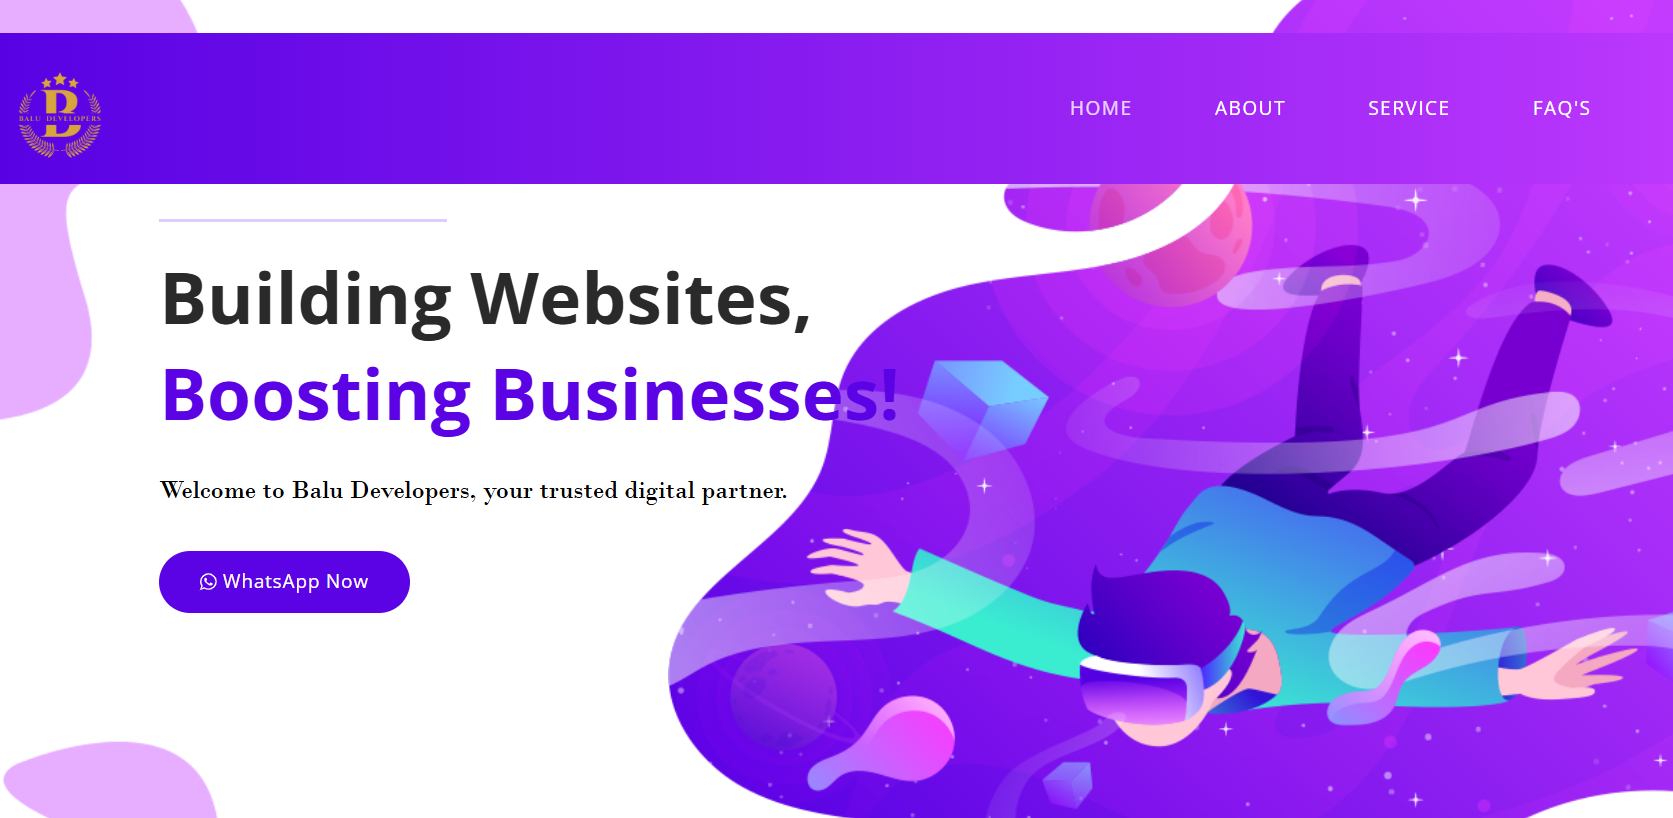 BALU DEVELOPERS
HOME
ABOUT
SERVICE
FAQ'S
Building Websites,
Boosting Businesses!
Welcome to Balu Developers, your trusted digital partner.
WhatsApp Now